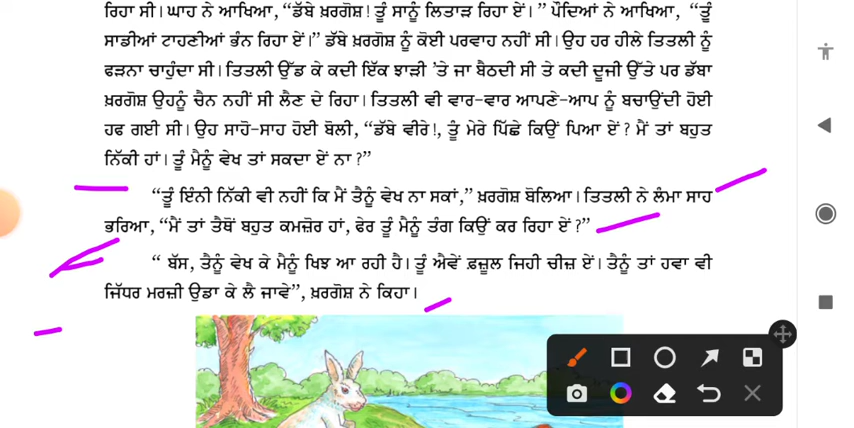 ਰਿਹਾ ਸੀ। ਘਾਹ ਨੇ ਆਖਿਆ, “ਡੱਬੇ ਖ਼ਰਗੋਸ਼! ਤੂੰ ਸਾਨੂੰ ਲਿਤਾੜ ਰਿਹਾ ਏਂ।” ਪੌਦਿਆਂ ਨੇ ਆਖਿਆ, “ਤੂੰ
ਸਾਡੀਆਂ ਟਾਹਣੀਆਂ ਭੰਨ ਰਿਹਾ ਏਂ।” ਡੱਬੇ ਖ਼ਰਗੋਸ਼ ਨੂੰ ਕੋਈ ਪਰਵਾਹ ਨਹੀਂ ਸੀ। ਉਹ ਹਰ ਹੀਲੇ ਤਿਤਲੀ ਨੂੰ
ਫੜਨਾ ਚਾਹੁੰਦਾ ਸੀ। ਤਿਤਲੀ ਉੱਡ ਕੇ ਕਦੀ ਇੱਕ ਝਾੜੀ ’ਤੇ ਜਾ ਬੈਠਦੀ ਸੀ ਤੇ ਕਦੀ ਦੂਜੀ ਉੱਤੇ ਪਰ ਡੱਬਾ
ਖ਼ਰਗੋਸ਼ ਉਹਨੂੰ ਚੈਨ ਨਹੀਂ ਸੀ ਲੈਣ ਦੇ ਰਿਹਾ। ਤਿਤਲੀ ਵੀ ਵਾਰ-ਵਾਰ ਆਪਣੇ-ਆਪ ਨੂੰ ਬਚਾਉਂਦੀ ਹੋਈ
ਹਫ ਗਈ ਸੀ। ਉਹ ਸਾਹੋ-ਸਾਹ ਹੋਈ ਬੋਲੀ, “ਡੱਬੇ ਵੀਰੇ!, ਤੂੰ ਮੇਰੇ ਪਿੱਛੇ ਕਿਉਂ ਪਿਆ ਏਂ? ਮੈਂ ਤਾਂ ਬਹੁਤ
ਨਿੱਕੀ ਹਾਂ। ਤੂੰ ਮੈਨੂੰ ਵੇਖ ਤਾਂ ਸਕਦਾ ਏਂ ਨਾ?”
“ਤੂੰ ਇੰਨੀ ਨਿੱਕੀ ਵੀ ਨਹੀਂ ਕਿ ਮੈਂ ਤੈਨੂੰ ਵੇਖ ਨਾ ਸਕਾਂ,” ਖ਼ਰਗੋਸ਼ ਬੋਲਿਆ। ਤਿਤਲੀ ਨੇ ਲੰਮਾ ਸਾਹ
ਭਰਿਆ, “ਮੈਂ ਤਾਂ ਤੈਥੋਂ ਬਹੁਤ ਕਮਜ਼ੋਰ ਹਾਂ, ਫੇਰ ਤੂੰ ਮੈਨੂੰ ਤੰਗ ਕਿਉਂ ਕਰ ਰਿਹਾ ਏਂ?”
“ ਬੱਸ, ਤੈਨੂੰ ਵੇਖ ਕੇ ਮੈਨੂੰ ਖਿਝ ਆ ਰਹੀ ਹੈ। ਤੂੰ ਐਵੇਂ ਫ਼ਜ਼ੂਲ ਜਿਹੀ ਚੀਜ਼ ਏਂ। ਤੈਨੂੰ ਤਾਂ ਹਵਾ ਵੀ
ਜਿੱਧਰ ਮਰਜ਼ੀ ਉਡਾ ਕੇ ਲੈ ਜਾਵੇ”, ਖ਼ਰਗੋਸ਼ ਨੇ ਕਿਹਾ।